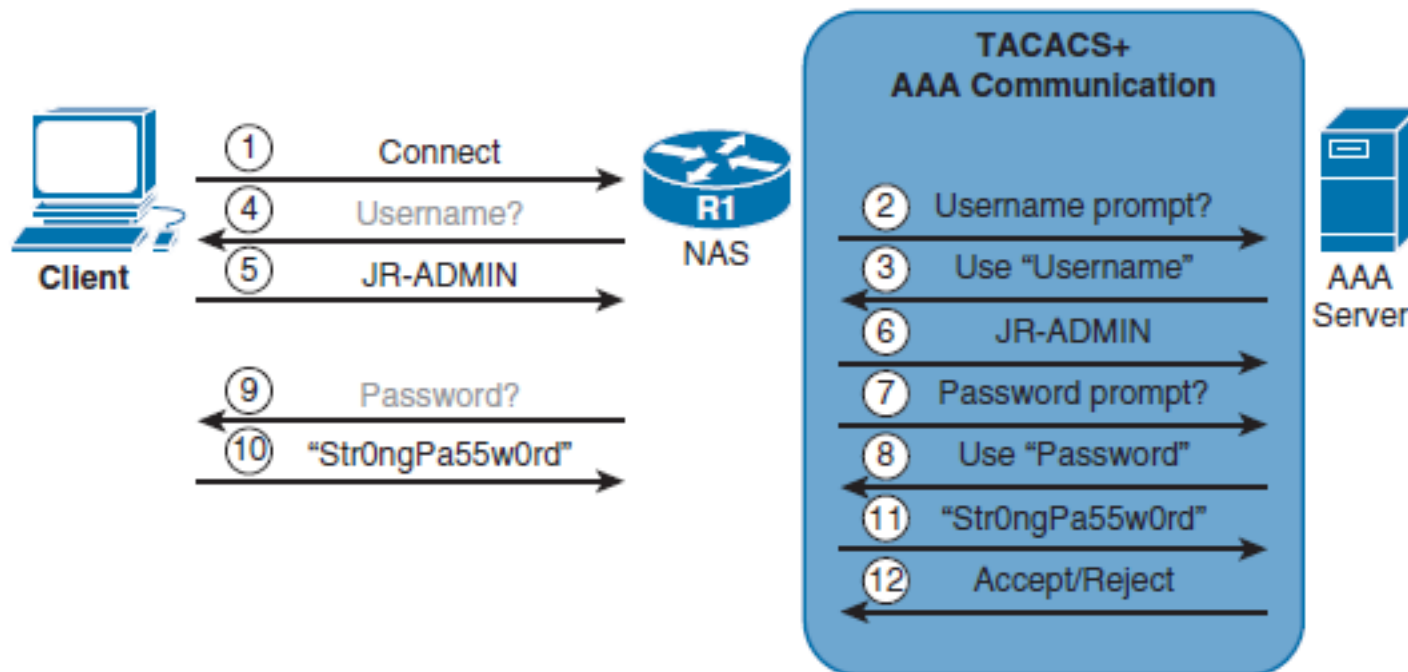 TACACS+
AAA Communication
1 Connect
4 Username?
5 JR-ADMIN
9 Password?
10 “Str0ngPa55w0rd”
Client
R1
NAS
2 Username prompt?
3 Use “Username”
6 JR-ADMIN
7 Password prompt?
8 Use “Password”
11 “Str0ngPa55w0rd”
12 Accept/Reject
AAA
Server